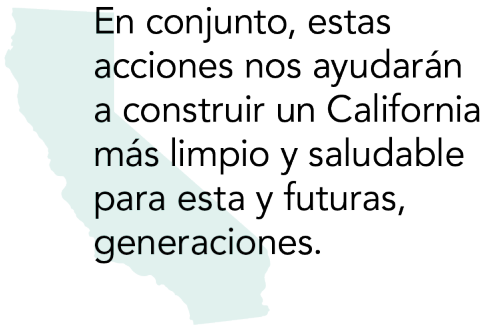 En conjunto, estas
acciones nos ayudarán
a construir un California
más limpio y saludable
para esta y futuras,
generaciones.